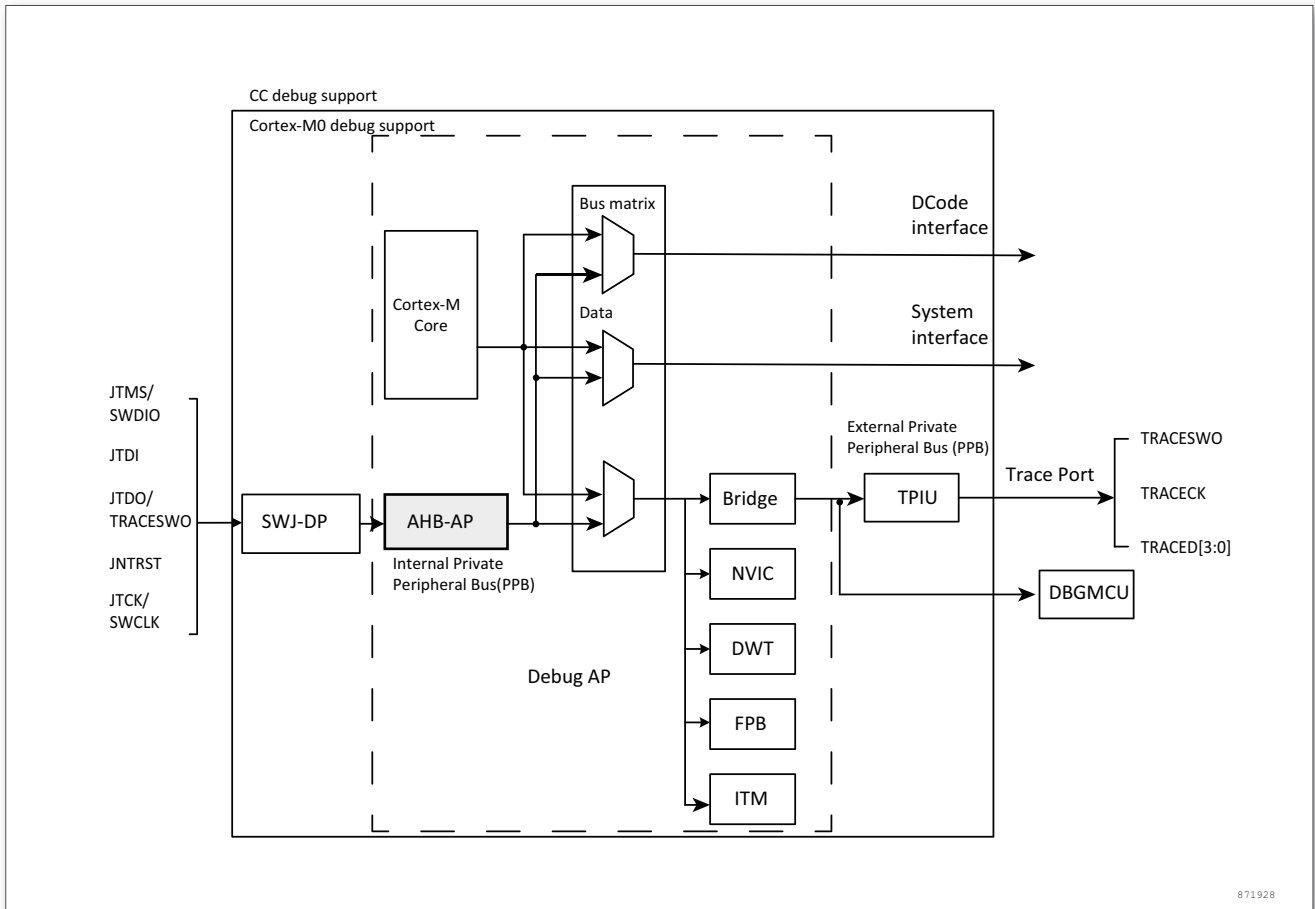 CC debug support
Cortex-M0 debug support
Bus matrix
DCode
interface
Cortex-M
Core
Data
System
interface
JTMS/
SWDIO
JTDI
JTDO/
TRACESWO
JNTRST
JTCK/
SWCLK
SWJ-DP
AHB-AP
Internal Private
Peripheral Bus(PPB)
External Private
Peripheral Bus (PPB)
Bridge
TPIU
Trace Port
TRACESWO
TRACECK
TRACED[3:0]
NVIC
DBGMCU
DWT
Debug AP
FPB
ITM
871928